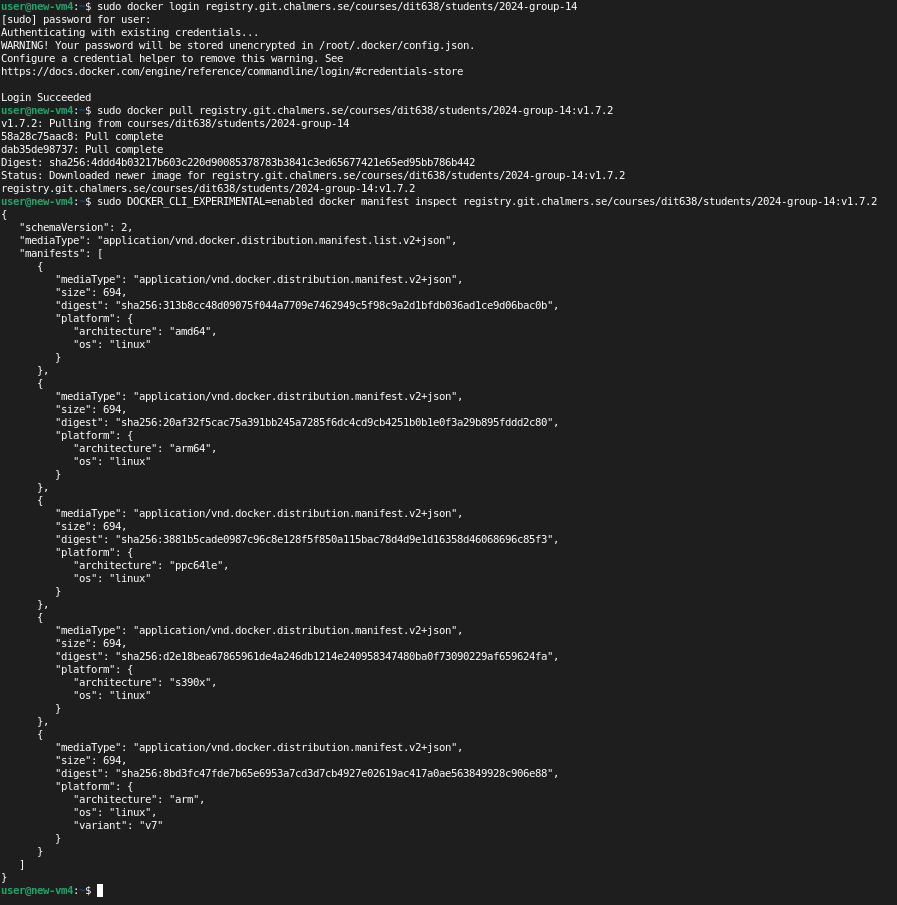 user@new-vm4:~$ sudo docker login registry.git.chalmers.se/courses/dit638/students/2024-group-14
[sudo] password for user:
Authenticating with existing credentials...
WARNING! Your password will be stored unencrypted in /root/.docker/config.json.
Configure a credential helper to remove this warning. See
https://docs.docker.com/engine/reference/commandline/login/#credentials-store

Login Succeeded
user@new-vm4:~$ sudo docker pull registry.git.chalmers.se/courses/dit638/students/2024-group-14:v1.7.2
v1.7.2: Pulling from courses/dit638/students/2024-group-14
58a28c75aac8: Pull complete
dab35de98737: Pull complete
Digest: sha256:4ddd4b03217b603c220d90085378783b3841c3ed65677421e65ed95bb786b442
Status: Downloaded newer image for registry.git.chalmers.se/courses/dit638/students/2024-group-14:v1.7.2
registry.git.chalmers.se/courses/dit638/students/2024-group-14:v1.7.2
user@new-vm4:~$ sudo DOCKER_CLI_EXPERIMENTAL=enabled docker manifest inspect registry.git.chalmers.se/courses/dit638/students/2024-group-14:v1.7.2
{
   "schemaVersion": 2,
   "mediaType": "application/vnd.docker.distribution.manifest.list.v2+json",
   "manifests": [
      {
         "mediaType": "application/vnd.docker.distribution.manifest.v2+json",
         "size": 694,
         "digest": "sha256:313b8cc48d09075f044a7709e7462949c5f98c9a2d1bfdb036ad1ce9d06bac0b",
         "platform": {
            "architecture": "amd64",
            "os": "linux"
         }
      },
      {
         "mediaType": "application/vnd.docker.distribution.manifest.v2+json",
         "size": 694,
         "digest": "sha256:20af32f5cac75a391bb245a7285f6dc4cd9cb4251b0b1e0f3a29b895fddd2c80",
         "platform": {
            "architecture": "arm64",
            "os": "linux"
         }
      },
      {
         "mediaType": "application/vnd.docker.distribution.manifest.v2+json",
         "size": 694,
         "digest": "sha256:3881b5cade0987c96c8e128f5f850a115bac78d4d9e1d16358d46068696c85f3",
         "platform": {
            "architecture": "ppc64le",
            "os": "linux"
         }
      },
      {
         "mediaType": "application/vnd.docker.distribution.manifest.v2+json",
         "size": 694,
         "digest": "sha256:d2e18bea67865961de4a246db1214e240958347480ba0f73090229af659624fa",
         "platform": {
            "architecture": "s390x",
            "os": "linux"
         }
      },
      {
         "mediaType": "application/vnd.docker.distribution.manifest.v2+json",
         "size": 694,
         "digest": "sha256:8bd3fc47fde7b65e6953a7cd3d7cb4927e02619ac417a0ae563849928c906e88",
         "platform": {
            "architecture": "arm",
            "os": "linux",
            "variant": "v7"
         }
      }
   ]
}
user@new-vm4:~$